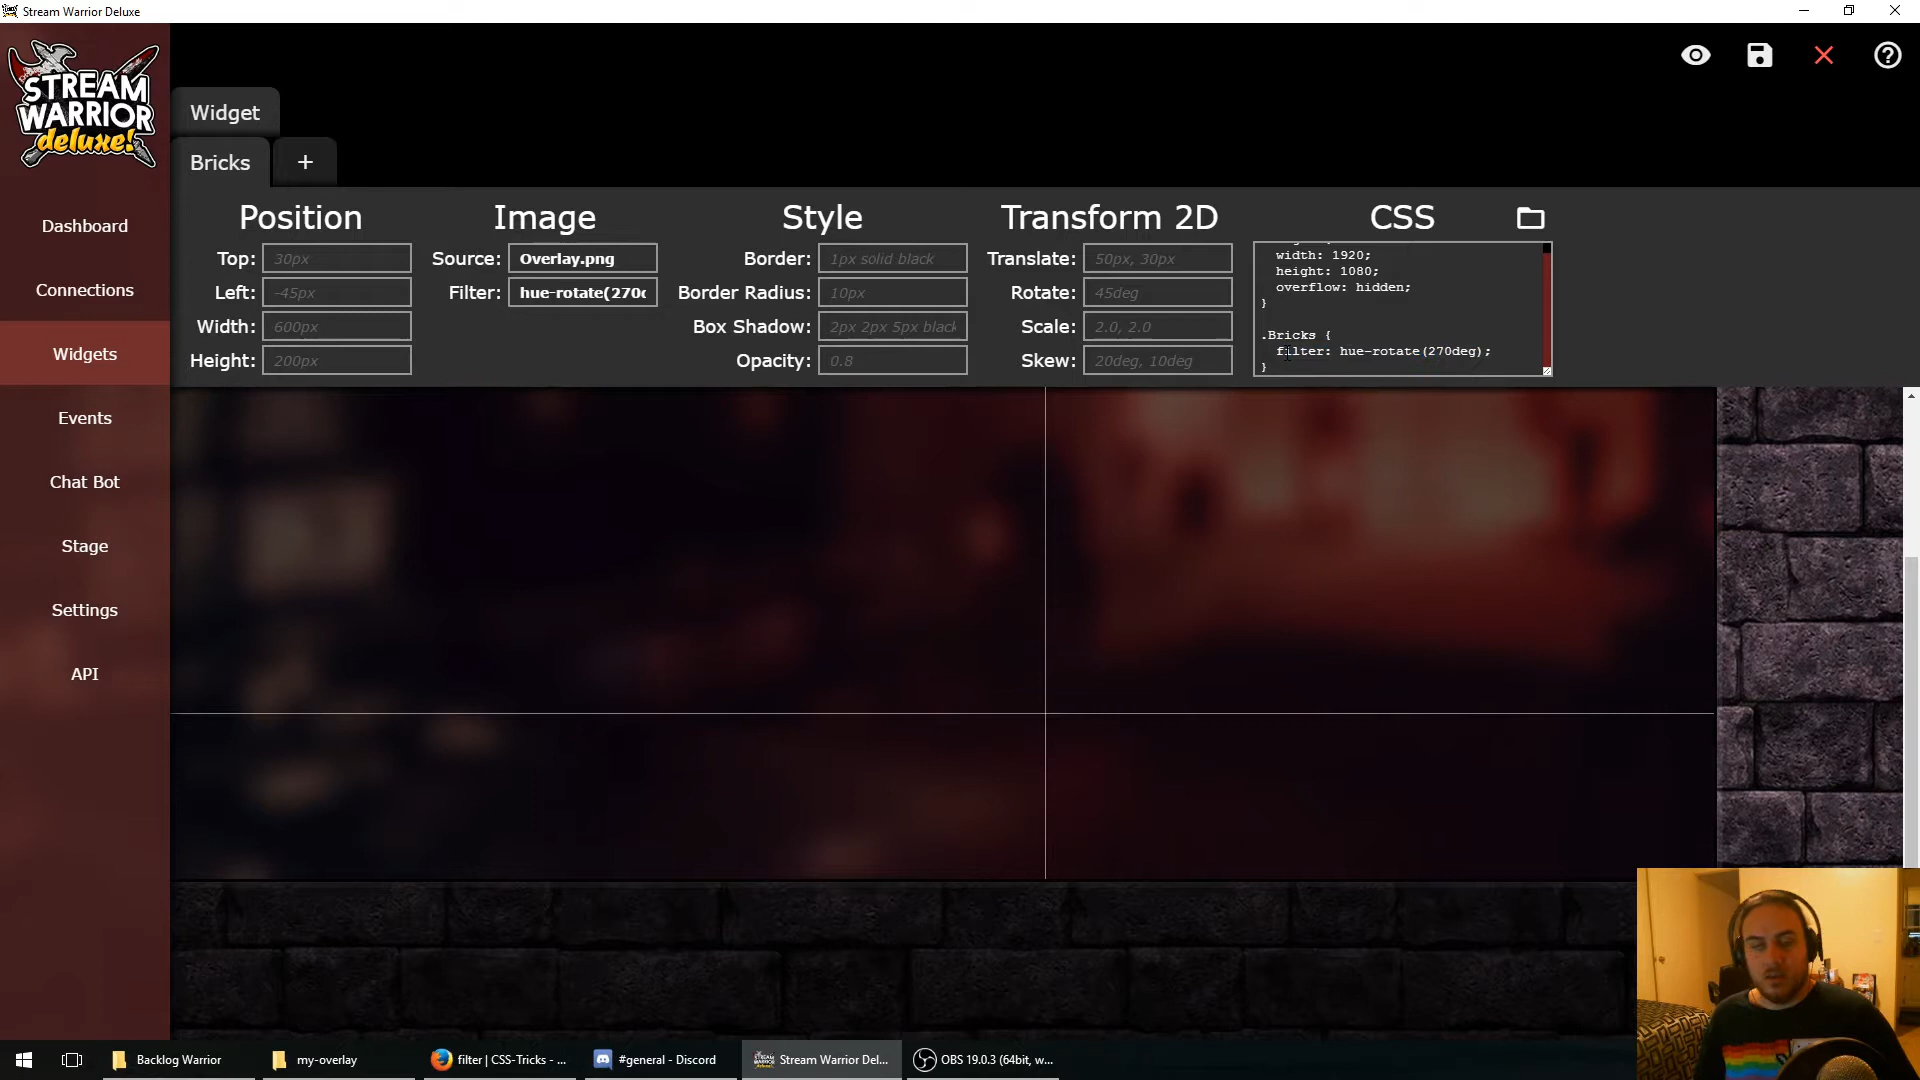 Stream Warrior Deluxe
STREAM
WARRIOR
deluxe!
Widget
Bricks
+
Dashboard
Connections
Widgets
Events
Chat Bot
Stage
Settings
API
Position
Top: 30px
Left: -45px
Width: 600px
Height: 200px
Image
Source: Overlay.png
Filter: hue-rotate(270d
Style
Border: 1px solid black
Border Radius: 10px
Box Shadow: 2px 2px 5px black
Opacity: 0.8
Transform 2D
Translate: 50px, 30px
Rotate: 45deg
Scale: 2.0, 2.0
Skew: 20deg, 10deg
CSS
width: 1920;
height: 1080;
overflow: hidden;
}
.Bricks {
filter: hue-rotate(270deg);
}
Backlog Warrior
my-overlay
filter | CSS-Tricks - ...
#general - Discord
Stream Warrior Del...
OBS 19.0.3 (64bit, w...